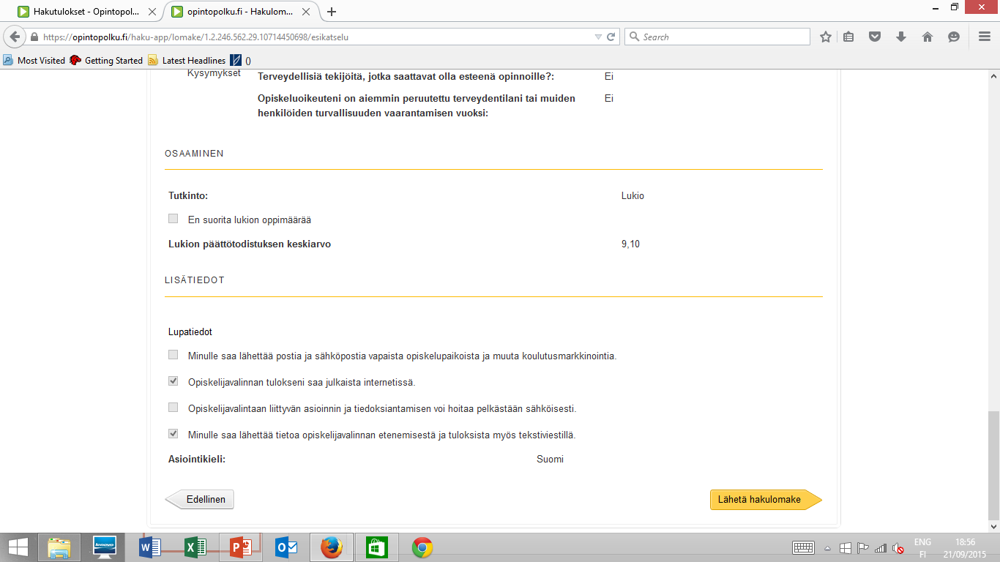 Hakutulokset - Opintopol...
opintopolku.fi - Hakulom...
https://opintopolku.fi/haku-app/lomake/1.2.246.562.29.10714450698/esikatselu
Search
Most Visited
Getting Started
Latest Headlines
()
Kysymykset
Terveydellisiä tekijöitä, jotka saattavat olla esteenä opinnoille?: Ei
Opiskeluoikeuteni on aiemmin peruutettu terveydentilani tai muiden Ei
henkilöiden turvallisuuden vaarantamisen vuoksi:
OSAAMINEN
Tutkinto: Lukio
En suorita lukion oppimäärää
Lukion päättötodistuksen keskiarvo 9,10
LISÄTIEDOT
Lupatiedot
Minulle saa lähettää postia ja sähköpostia vapaista opiskelupaikoista ja muuta koulutusmarkkinointia.
Opiskelijavalinnan tulokseni saa julkaista internetissä.
Opiskelijavalintaan liittyvän asioinnin ja tiedoksiantamisen voi hoitaa pelkästään sähköisesti.
Minulle saa lähettää tietoa opiskelijavalinnan etenemisestä ja tuloksista myös tekstiviestillä.
Asiointikieli: Suomi
Edellinen
Lähetä hakulomake
lenovo
ENG
FI
18:56
21/09/2015